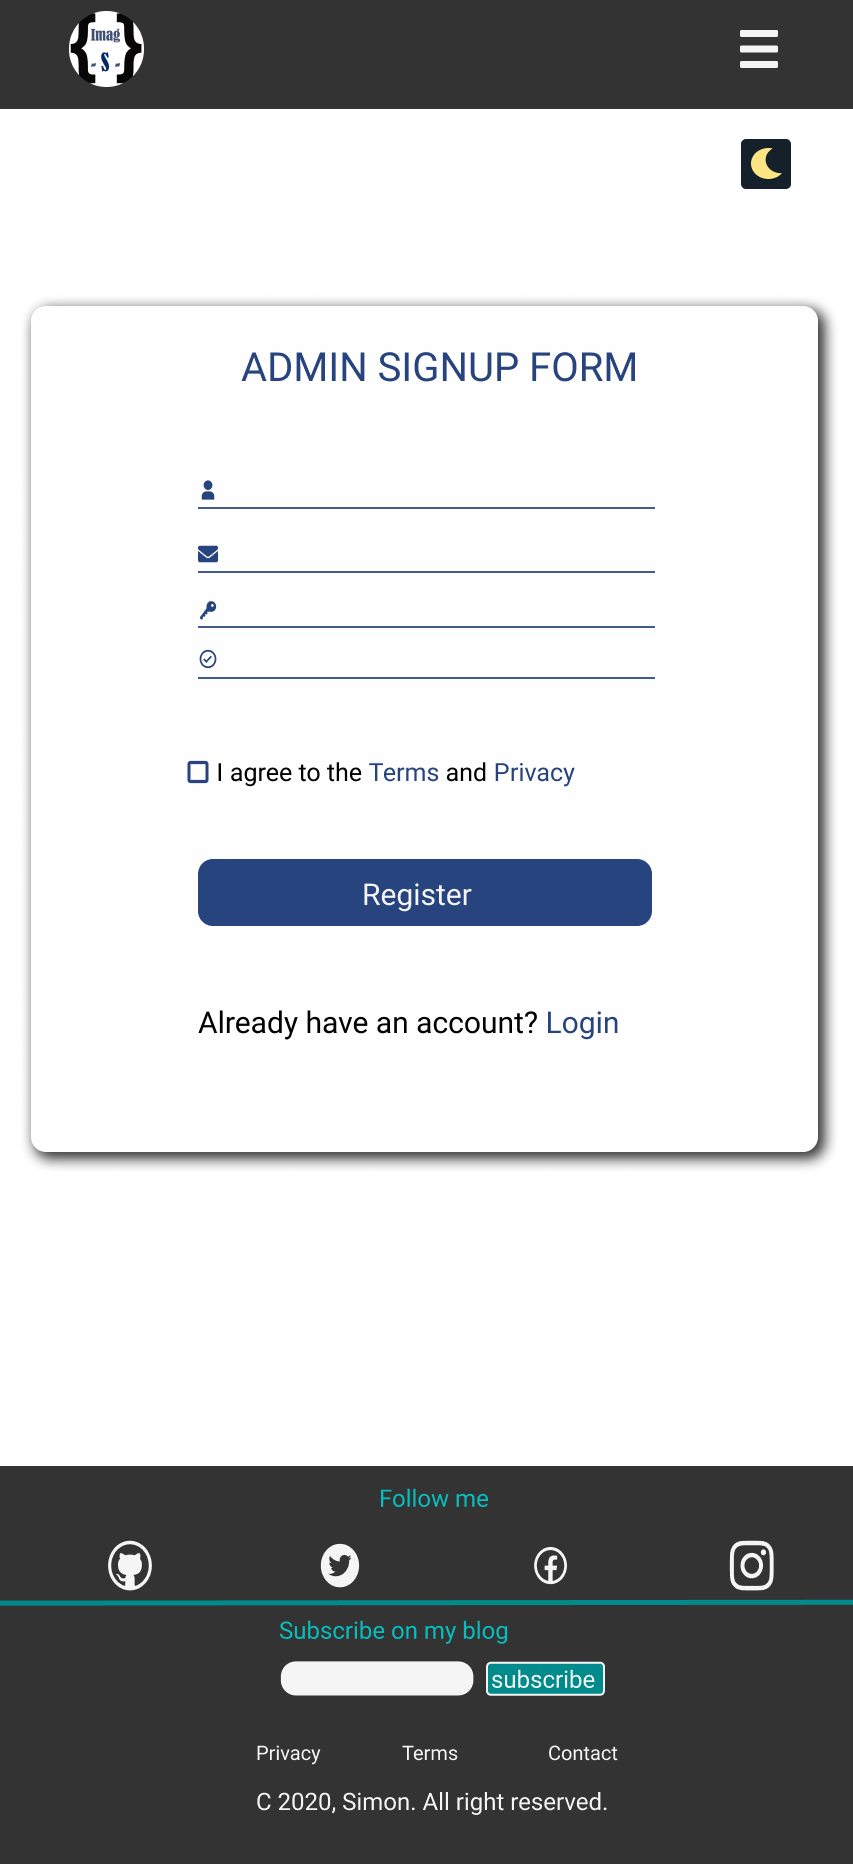 Imag
- S -
ADMIN SIGNUP FORM
I agree to the Terms and Privacy
Register
Already have an account? Login
Follow me
Subscribe on my blog
subscribe
Privacy Terms Contact
C 2020, Simon. All right reserved.